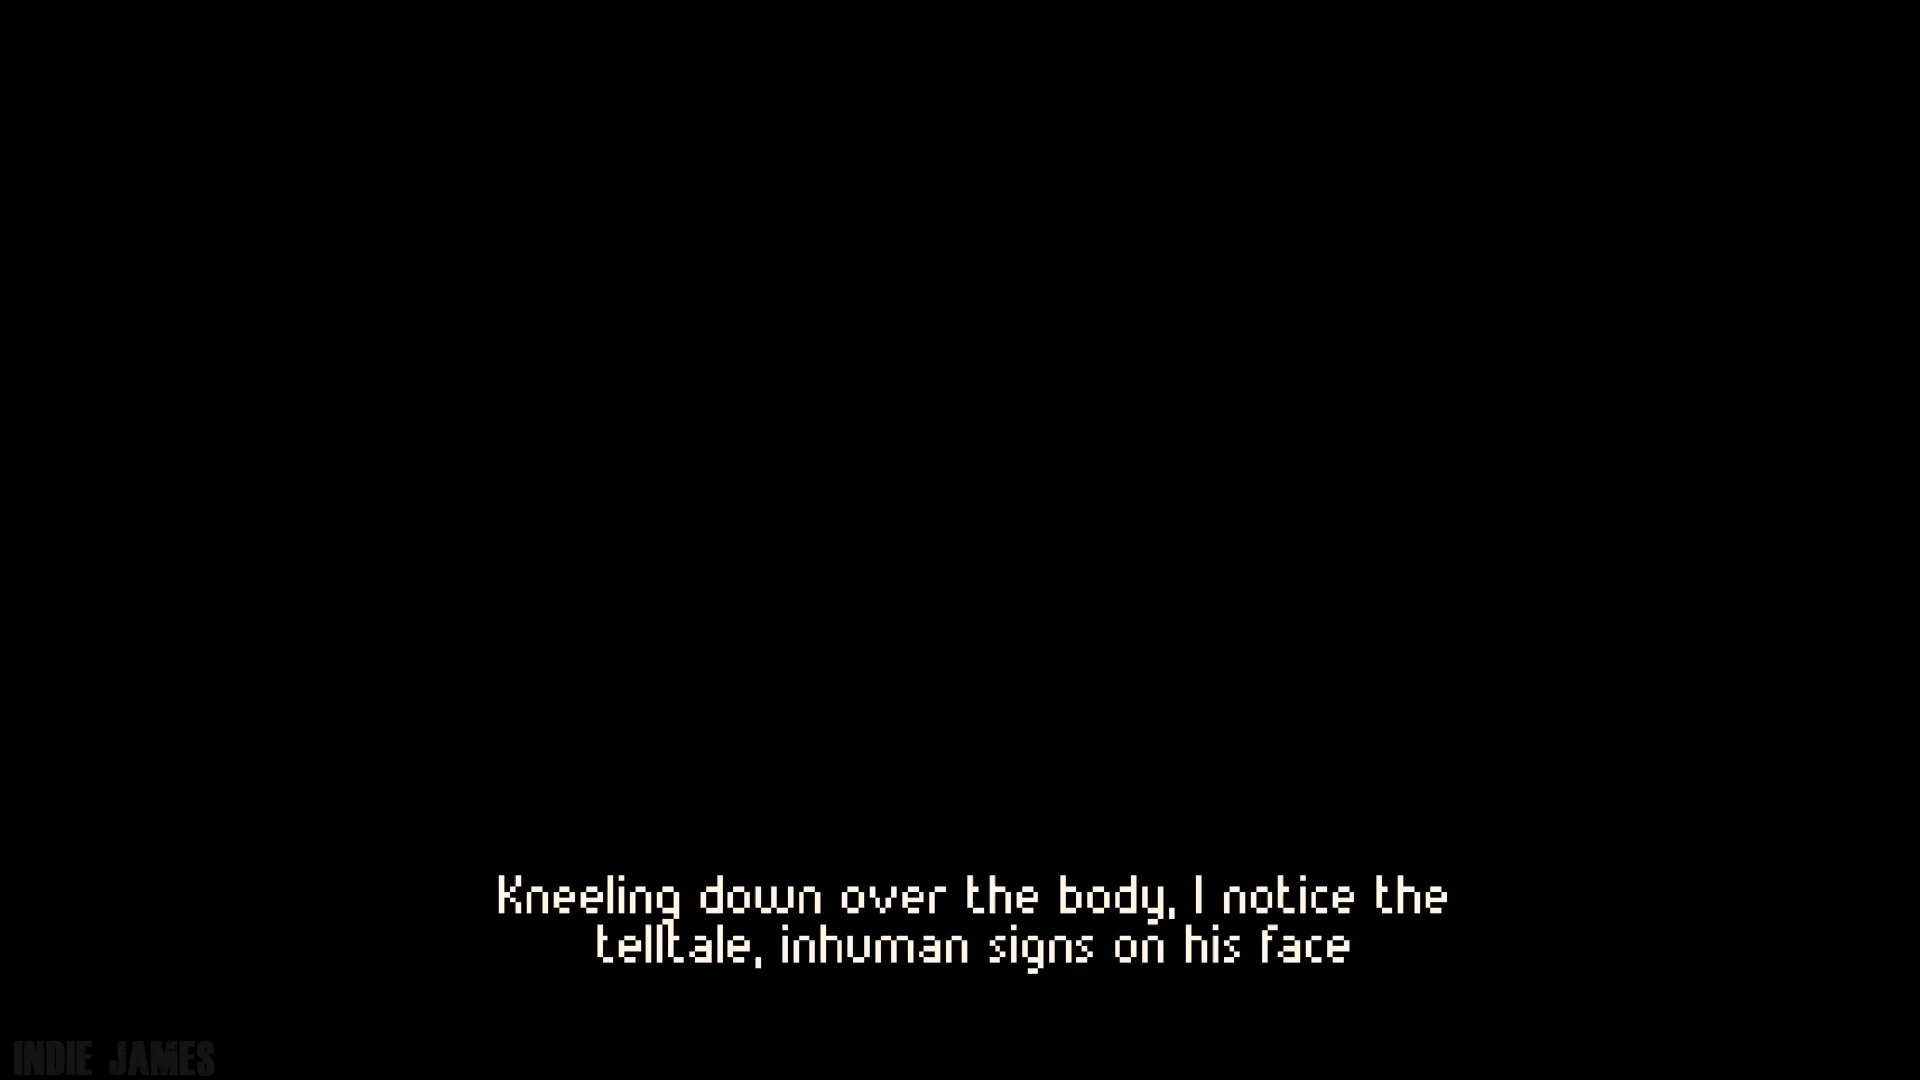 Kneeling down over the body, I notice the
telltale, inhuman signs on his face
INDIE JAMES